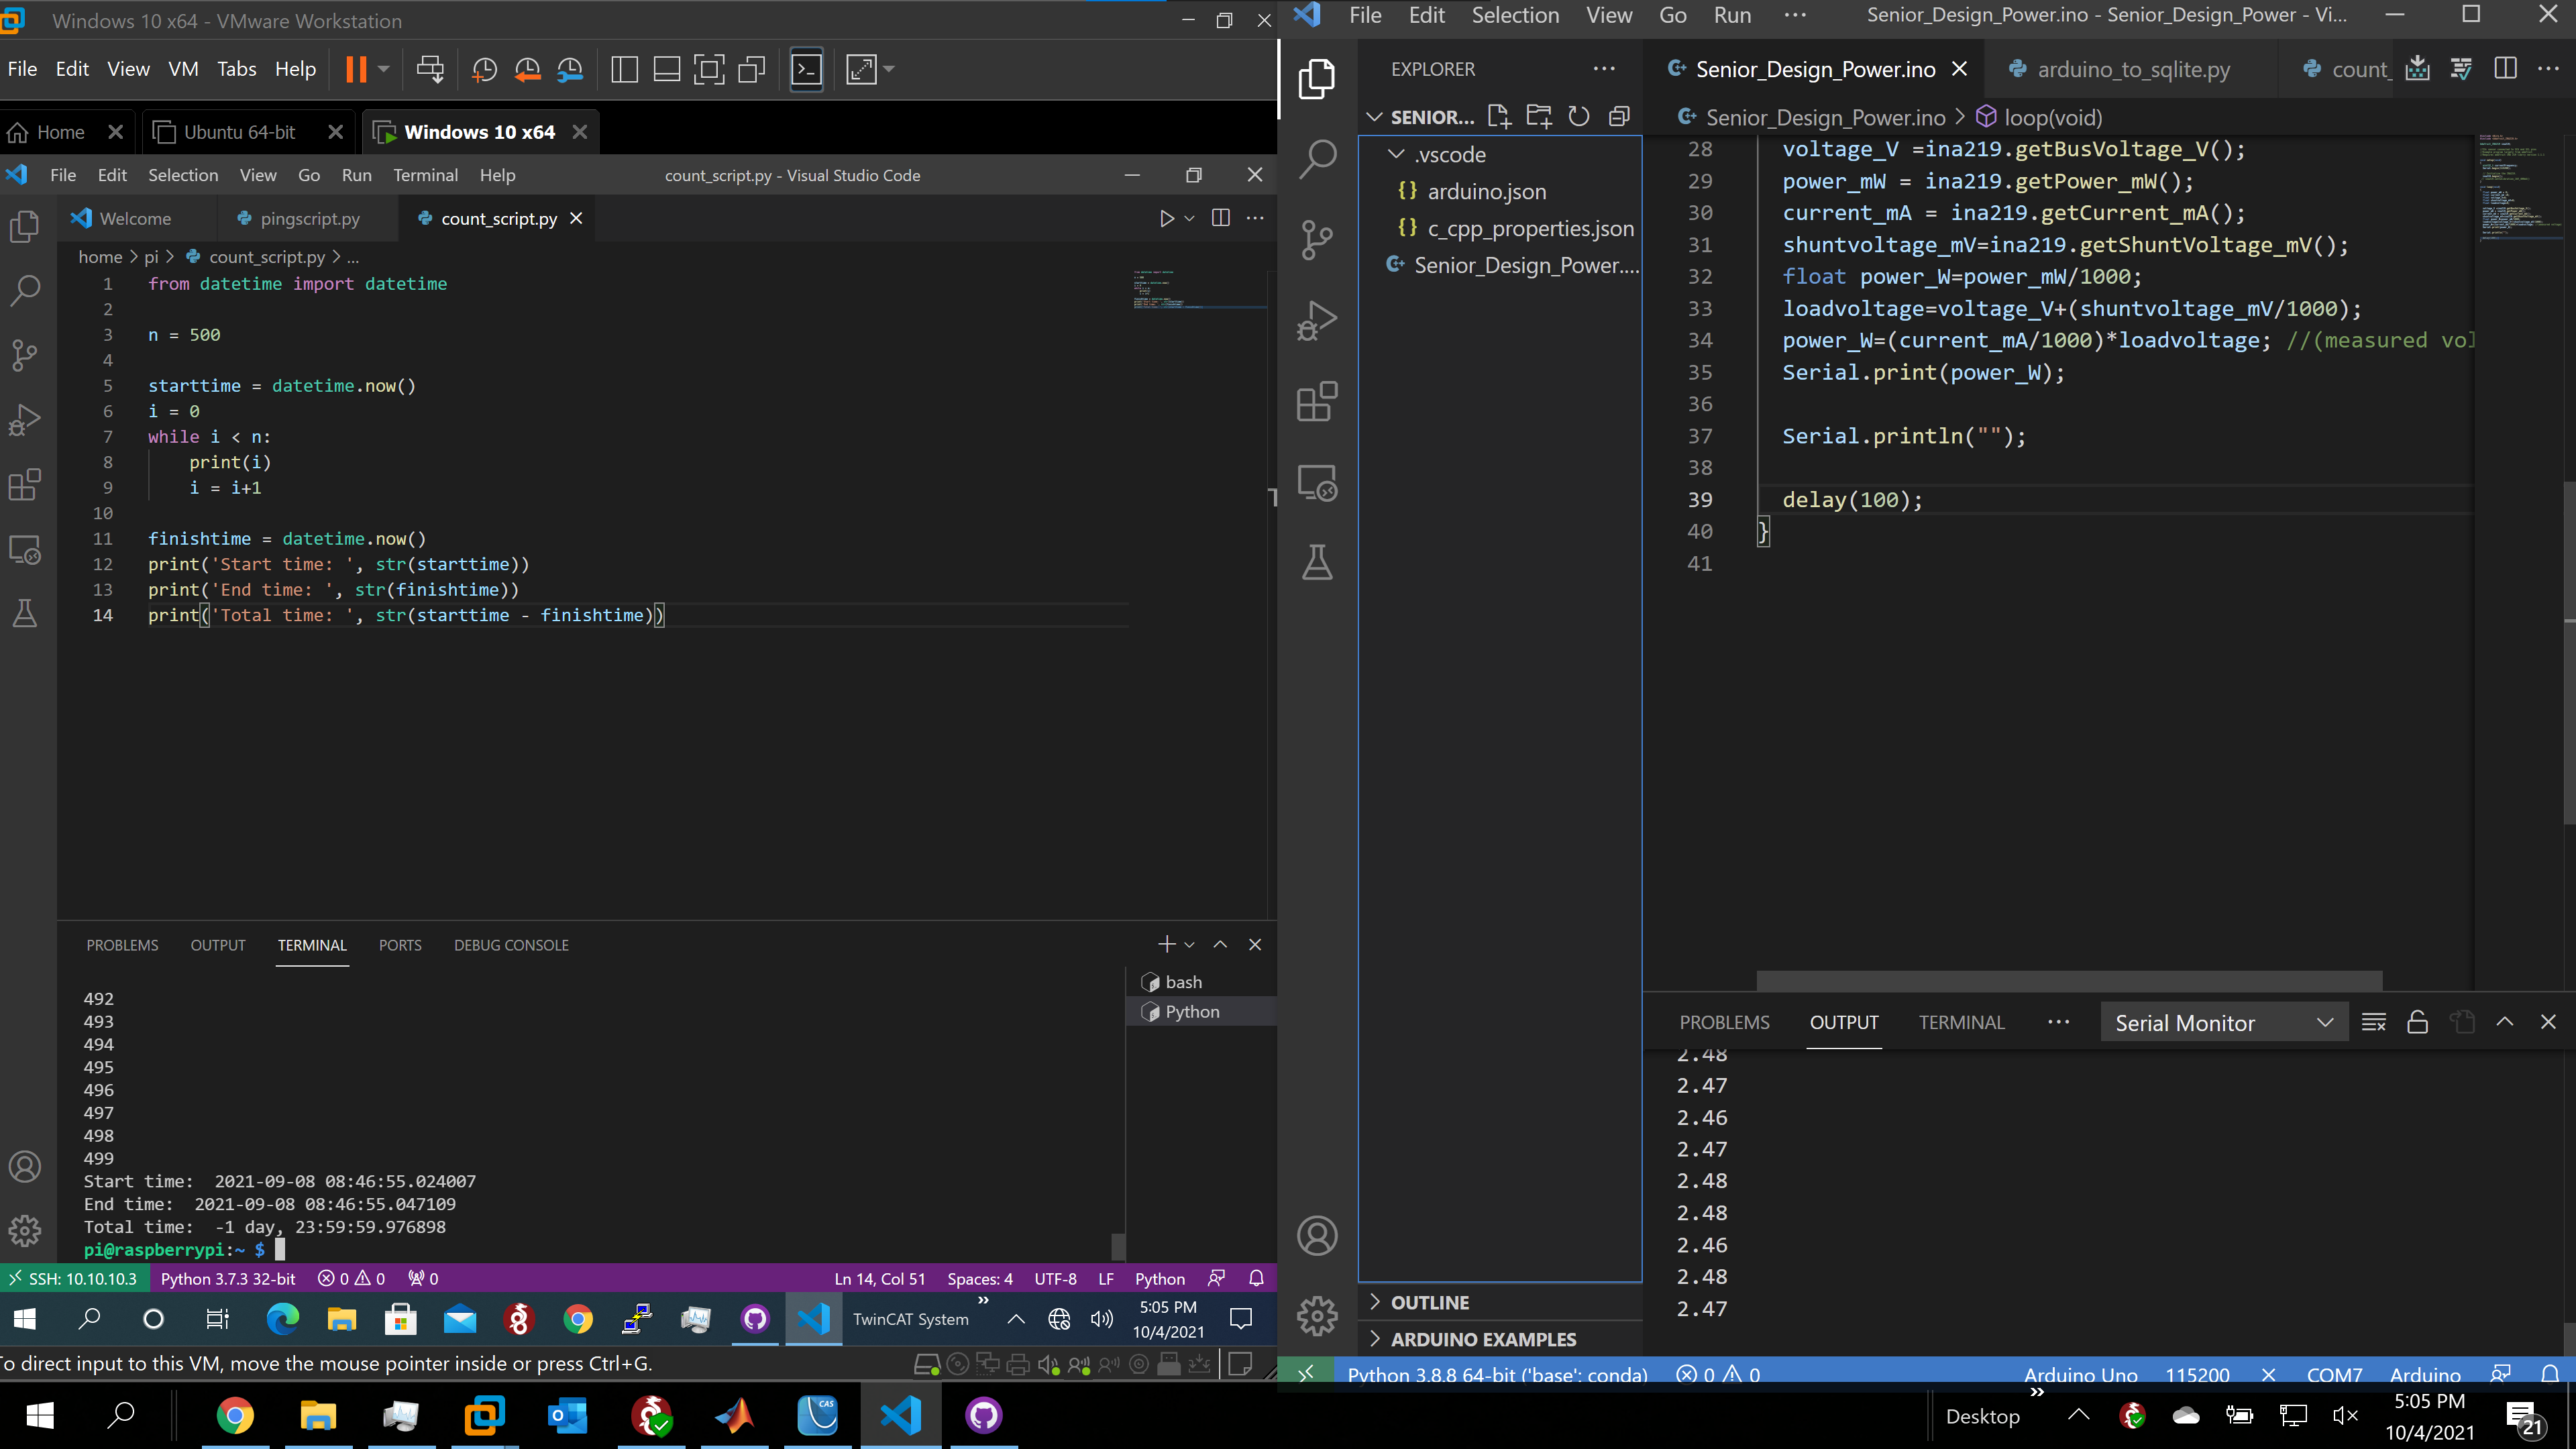 Windows 10 x64 - VMware Workstation
File Edit View VM Tabs Help
Home
Ubuntu 64-bit
Windows 10 x64
File Edit Selection View Go Run Terminal Help
count_script.py - Visual Studio Code
Welcome
pingscript.py
count_script.py
home > pi > count_script.py > ...
1 from datetime import datetime
2
3 n = 500
4
5 starttime = datetime.now()
6 i = 0
7 while i < n:
8 print(i)
9 i = i+1
10
11 finishtime = datetime.now()
12 print('Start time: ', str(starttime))
13 print('End time: ', str(finishtime))
14 print('Total time: ', str(starttime - finishtime))
PROBLEMS OUTPUT TERMINAL PORTS DEBUG CONSOLE
bash
Python
492
493
494
495
496
497
498
499
Start time:  2021-09-08 08:46:55.024007
End time:  2021-09-08 08:46:55.047109
Total time:  -1 day, 23:59:59.976898
pi@raspberrypi:~ $
SSH: 10.10.10.3 Python 3.7.3 32-bit 0 0 0 Ln 14, Col 51 Spaces: 4 UTF-8 LF Python
TwinCAT System
5:05 PM
10/4/2021
To direct input to this VM, move the mouse pointer inside or press Ctrl+G.
File Edit Selection View Go Run ...
Senior_Design_Power.ino - Senior_Design_Power - Vi...
EXPLORER
SENIOR...
.vscode
{} arduino.json
{} c_cpp_properties.json
Senior_Design_Power....
OUTLINE
ARDUINO EXAMPLES
Senior_Design_Power.ino
arduino_to_sqlite.py
count_
Senior_Design_Power.ino > loop(void)
28 voltage_V =ina219.getBusVoltage_V();
29 power_mW = ina219.getPower_mW();
30 current_mA = ina219.getCurrent_mA();
31 shuntvoltage_mV=ina219.getShuntVoltage_mV();
32 float power_W=power_mW/1000;
33 loadvoltage=voltage_V+(shuntvoltage_mV/1000);
34 power_W=(current_mA/1000)*loadvoltage; //(measured vol
35 Serial.print(power_W);
36
37 Serial.println("");
38
39 delay(100);
40 }
41
PROBLEMS OUTPUT TERMINAL ...
Serial Monitor
2.48
2.47
2.46
2.47
2.48
2.48
2.46
2.48
2.47
Python 3.8.8 64-bit ('base': conda) 0 0 Arduino Uno 115200 COM7 Arduino
CAS
Desktop
5:05 PM
10/4/2021
21